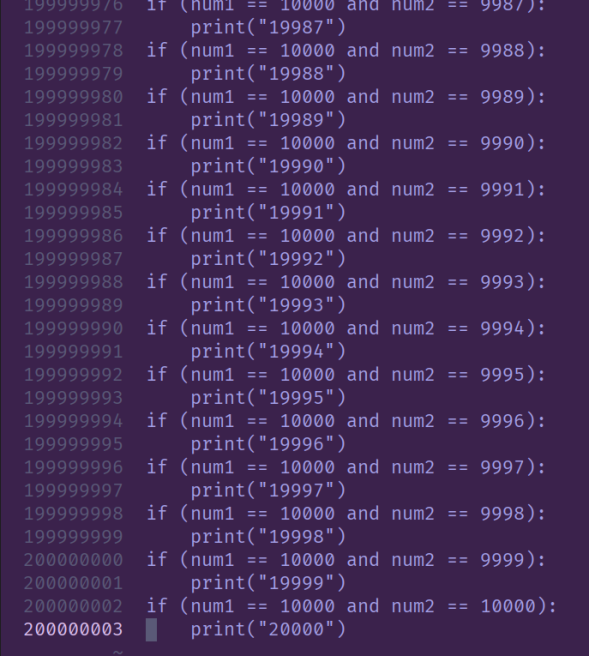 199999976  if (num1 == 10000 and num2 == 9987):
199999977      print("19987")
199999978  if (num1 == 10000 and num2 == 9988):
199999979      print("19988")
199999980  if (num1 == 10000 and num2 == 9989):
199999981      print("19989")
199999982  if (num1 == 10000 and num2 == 9990):
199999983      print("19990")
199999984  if (num1 == 10000 and num2 == 9991):
199999985      print("19991")
199999986  if (num1 == 10000 and num2 == 9992):
199999987      print("19992")
199999988  if (num1 == 10000 and num2 == 9993):
199999989      print("19993")
199999990  if (num1 == 10000 and num2 == 9994):
199999991      print("19994")
199999992  if (num1 == 10000 and num2 == 9995):
199999993      print("19995")
199999994  if (num1 == 10000 and num2 == 9996):
199999995      print("19996")
199999996  if (num1 == 10000 and num2 == 9997):
199999997      print("19997")
199999998  if (num1 == 10000 and num2 == 9998):
199999999      print("19998")
200000000  if (num1 == 10000 and num2 == 9999):
200000001      print("19999")
200000002  if (num1 == 10000 and num2 == 10000):
200000003      print("20000")
~